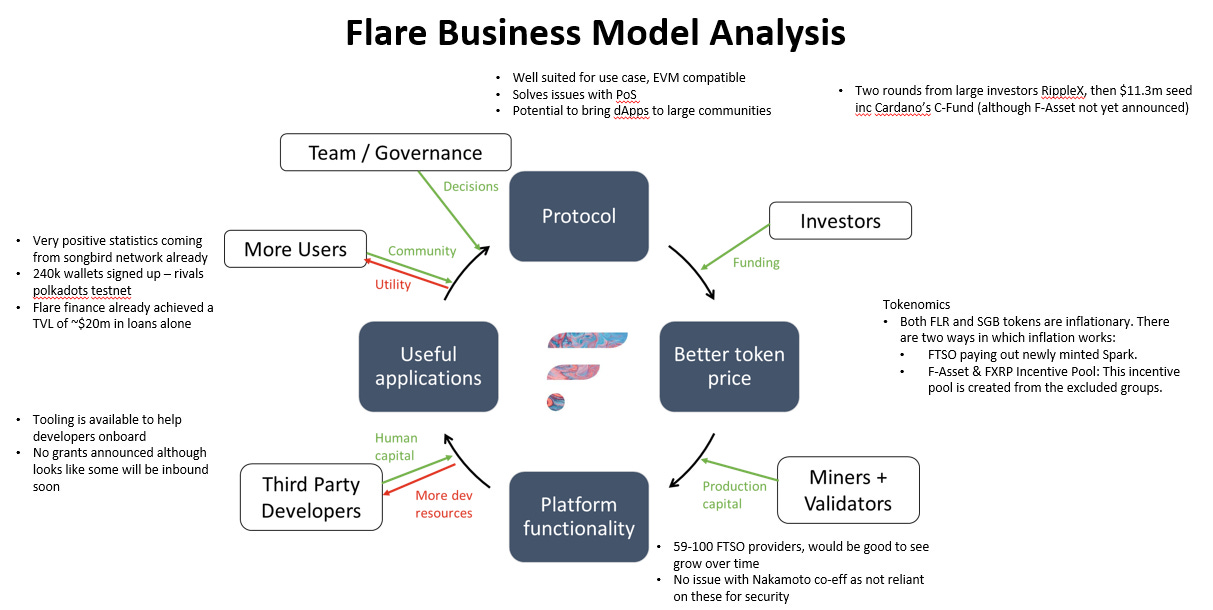 Flare Business Model Analysis
• Well suited for use case, EVM compatible
• Solves issues with PoS
• Potential to bring dApps to large communities
• Two rounds from large investors RippleX, then $11.3m seed
inc Cardano's C-Fund (although F-Asset not yet announced)
Team / Governance
Decisions
Protocol
Investors
Funding
• Very positive statistics coming
from songbird network already
• 240k wallets signed up – rivals
polkadots testnet
• Flare finance already achieved a
TVL of ~$20m in loans alone
More Users
Community
Utility
Useful
applications
Better token
price
Tokenomics
• Both FLR and SGB tokens are inflationary. There
are two ways in which inflation works:
• FTSO paying out newly minted Spark.
• F-Asset & FXRP Incentive Pool: This incentive
pool is created from the excluded groups.
• Tooling is available to help
developers onboard
• No grants announced although
looks like some will be inbound
soon
Human
capital
Third Party
Developers
More dev
resources
Platform
functionality
Production
capital
Miners +
Validators
• 59-100 FTSO providers, would be good to see
grow over time
• No issue with Nakamoto co-eff as not reliant
on these for security